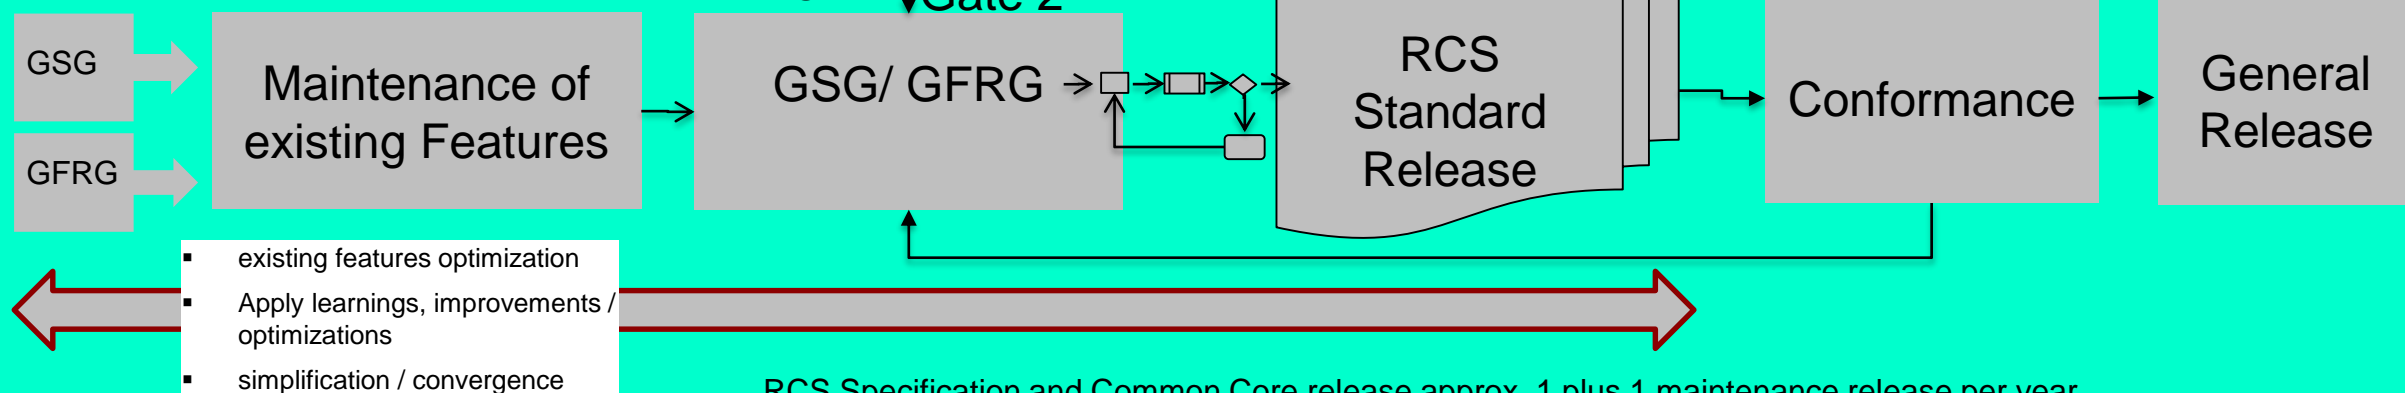 Gate 2
GSG
GFRG
Maintenance of
existing Features
GSG/ GFRG
RCS
Standard
Release
Conformance
General
Release
▪ existing features optimization
▪ Apply learnings, improvements /
optimizations
▪ simplification / convergence
RCS Specification and Common Core release approx. 1 plus 1 maintenance release per year